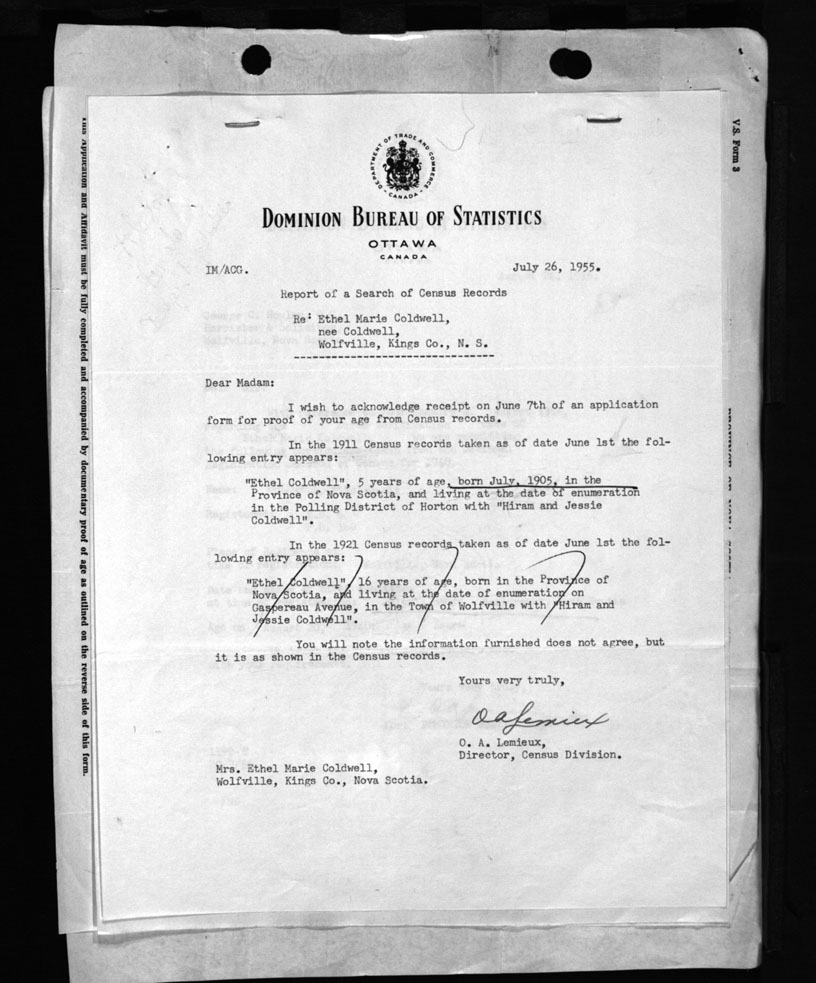 DEPARTMENT OF TRADE AND COMMERCE
CANADA
DOMINION BUREAU OF STATISTICS
OTTAWA
CANADA
IM/ACG. July 26, 1955.
Report of a Search of Census Records
Re: Ethel Marie Coldwell,
nee Coldwell,
Wolfville, Kings Co., N. S.
-------------------------------
Dear Madam:
I wish to acknowledge receipt on June 7th of an application
form for proof of your age from Census records.
In the 1911 Census records taken as of date June 1st the fol-
lowing entry appears:
"Ethel Coldwell", 5 years of age, born July, 1905, in the
Province of Nova Scotia, and living at the date of enumeration
in the Polling District of Horton with "Hiram and Jessie
Coldwell".
In the 1921 Census records taken as of date June 1st the fol-
lowing entry appears:
"Ethel Coldwell", 16 years of age, born in the Province of
Nova Scotia, and living at the date of enumeration on
Gaspereau Avenue, in the Town of Wolfville with "Hiram and
Jessie Coldwell".
You will note the information furnished does not agree, but
it is as shown in the Census records.
Yours very truly,
O A Lemieux
O. A. Lemieux,
Director, Census Division.
Mrs. Ethel Marie Coldwell,
Wolfville, Kings Co., Nova Scotia.
V.S. Form 3
Application and Affidavit must be fully completed and accompanied by documentary proof of age as outlined on the reverse side of this form.